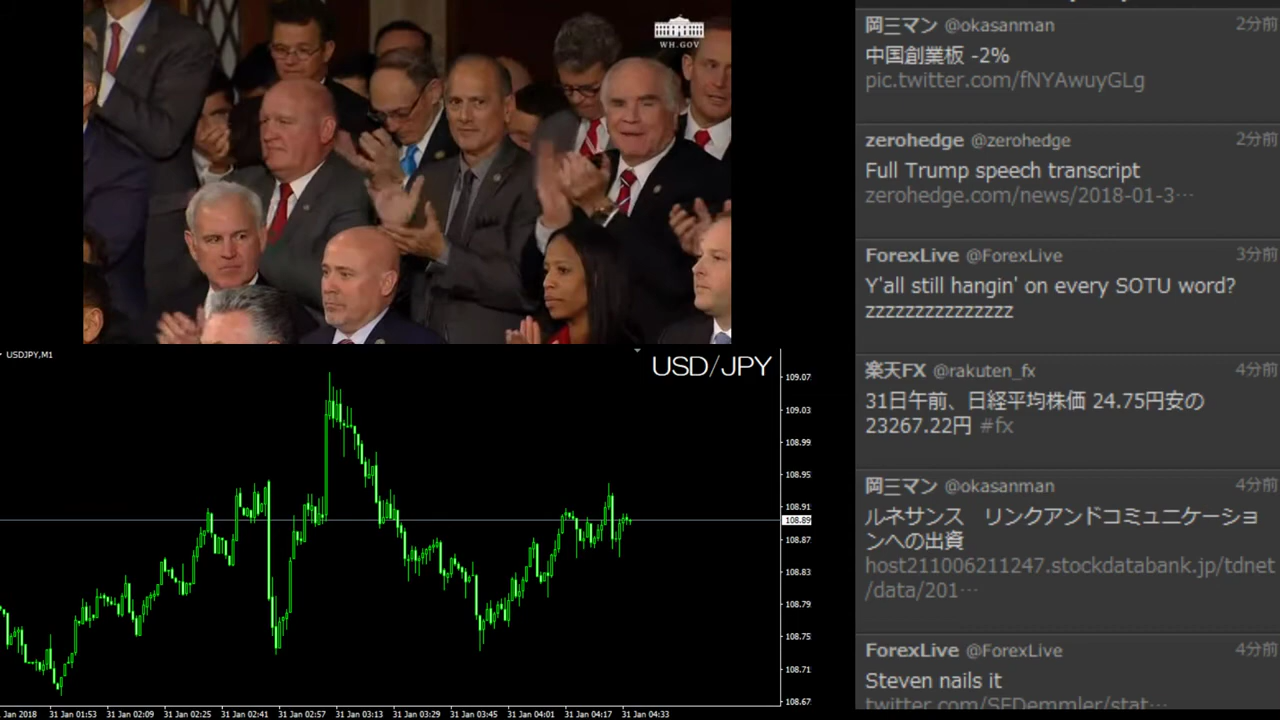 WH.GOV
USDJPY,M1
USD/JPY
109.07
109.03
108.99
108.95
108.91
108.89
108.87
108.83
108.79
108.75
108.71
108.67
Jan 2018
31 Jan 01:53
31 Jan 02:09
31 Jan 02:25
31 Jan 02:41
31 Jan 02:57
31 Jan 03:13
31 Jan 03:29
31 Jan 03:45
31 Jan 04:01
31 Jan 04:17
31 Jan 04:33
岡三マン @okasanman 2分前
中国創業板 -2%
pic.twitter.com/fNYAwuyGLg
zerohedge @zerohedge 2分前
Full Trump speech transcript
zerohedge.com/news/2018-01-3…
ForexLive @ForexLive 3分前
Y'all still hangin' on every SOTU word?
zzzzzzzzzzzzzzz
楽天FX @rakuten_fx 4分前
31日午前、日経平均株価 24.75円安の
23267.22円 #fx
岡三マン @okasanman 4分前
ルネサンス　リンクアンドコミュニケーショ
ンへの出資
host211006211247.stockdatabank.jp/tdnet
/data/201…
ForexLive @ForexLive 4分前
Steven nails it
twitter.com/SFDemmler/stat…